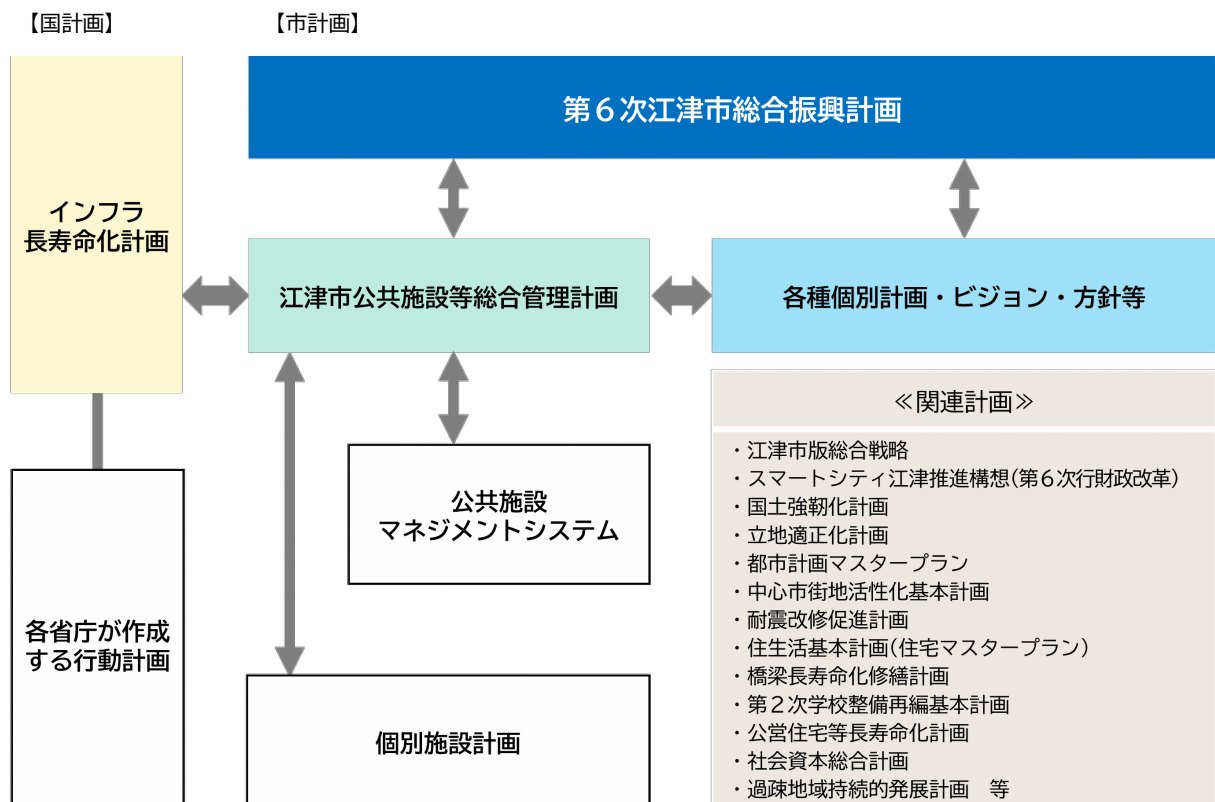 【国計画】
【市計画】
第６次江津市総合振興計画
インフラ
長寿命化計画
江津市公共施設等総合管理計画
各種個別計画・ビジョン・方針等
公共施設
マネジメントシステム
各省庁が作成
する行動計画
個別施設計画
≪関連計画≫
・江津市版総合戦略
・スマートシティ江津推進構想(第６次行財政改革)
・国土強靭化計画
・立地適正化計画
・都市計画マスタープラン
・中心市街地活性化基本計画
・耐震改修促進計画
・住生活基本計画(住宅マスタープラン)
・橋梁長寿命化修繕計画
・第２次学校整備再編基本計画
・公営住宅等長寿命化計画
・社会資本総合計画
・過疎地域持続的発展計画　等